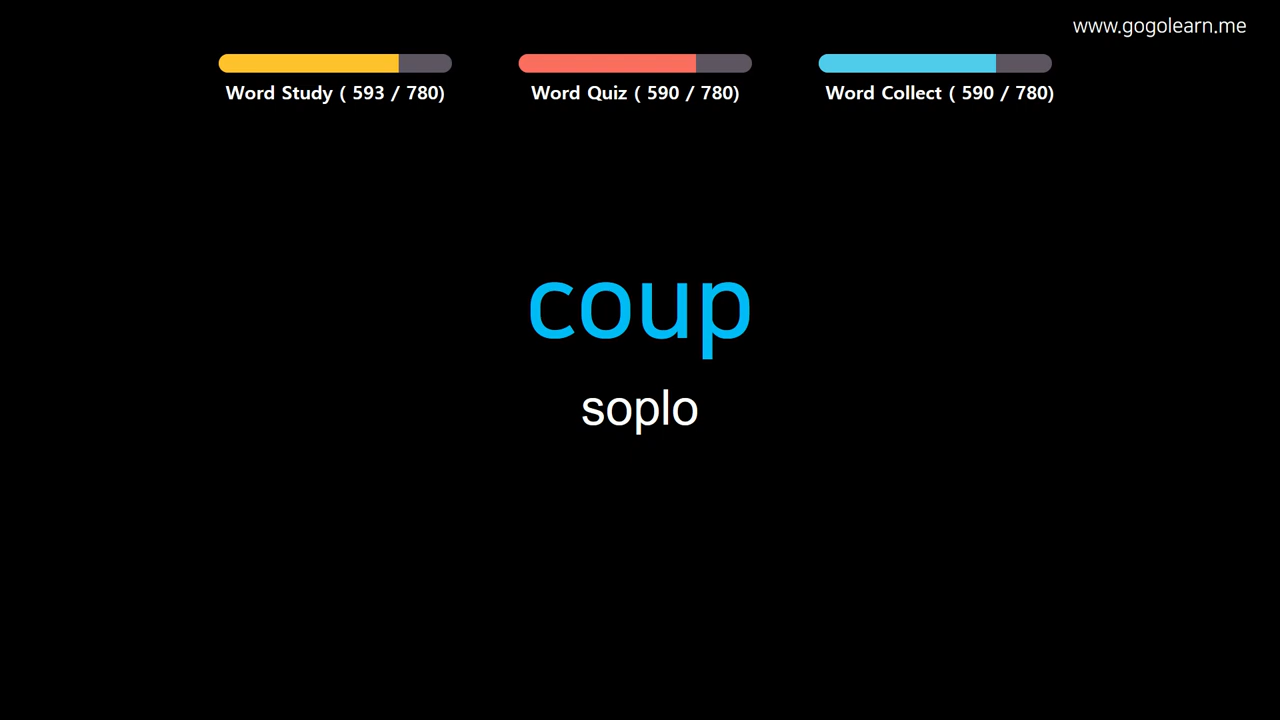 www.gogolearn.me
Word Study ( 593 / 780)
Word Quiz ( 590 / 780)
Word Collect ( 590 / 780)
coup
soplo